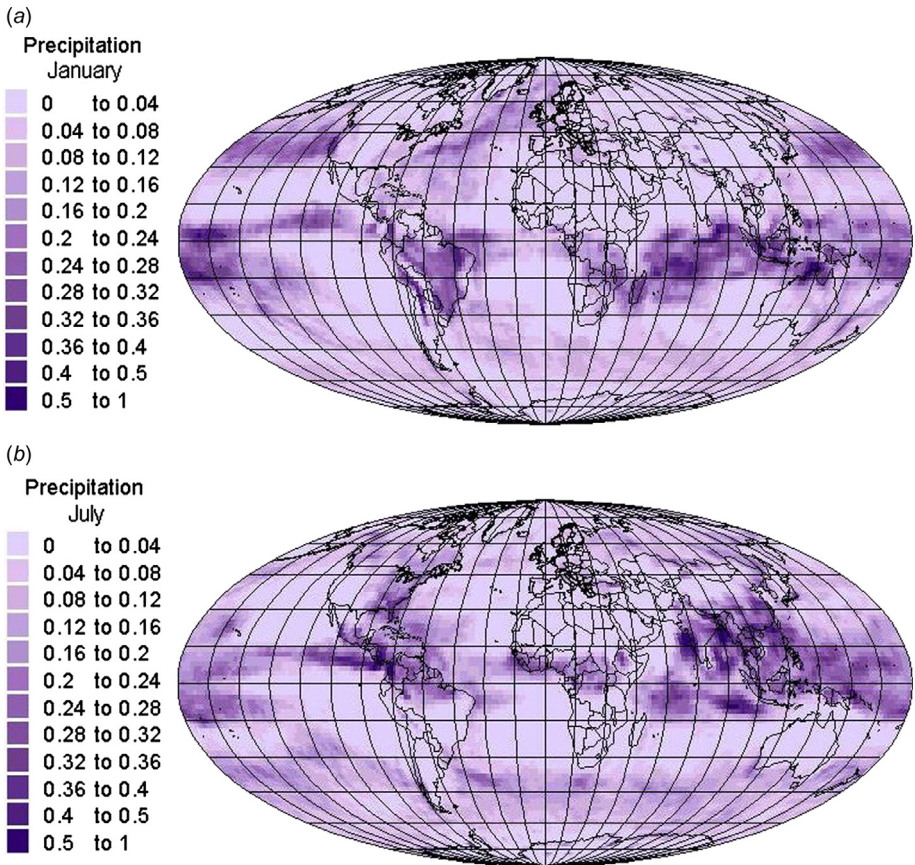 (a)
Precipitation
January
0 to 0.04
0.04 to 0.08
0.08 to 0.12
0.12 to 0.16
0.16 to 0.2
0.2 to 0.24
0.24 to 0.28
0.28 to 0.32
0.32 to 0.36
0.36 to 0.4
0.4 to 0.5
0.5 to 1
(b)
Precipitation
July
0 to 0.04
0.04 to 0.08
0.08 to 0.12
0.12 to 0.16
0.16 to 0.2
0.2 to 0.24
0.24 to 0.28
0.28 to 0.32
0.32 to 0.36
0.36 to 0.4
0.4 to 0.5
0.5 to 1